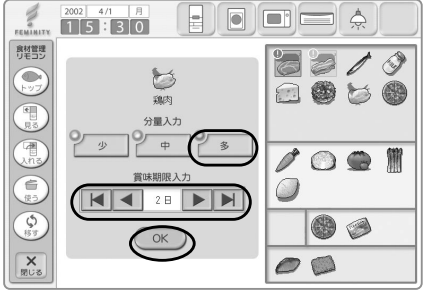 FEMINITY
2002 4/1 月
15:30
食材管理
リモコン
トップ
見る
入れる
使う
移す
閉じる
鶏肉
分量入力
少 中 多
賞味期限入力
2日
OK